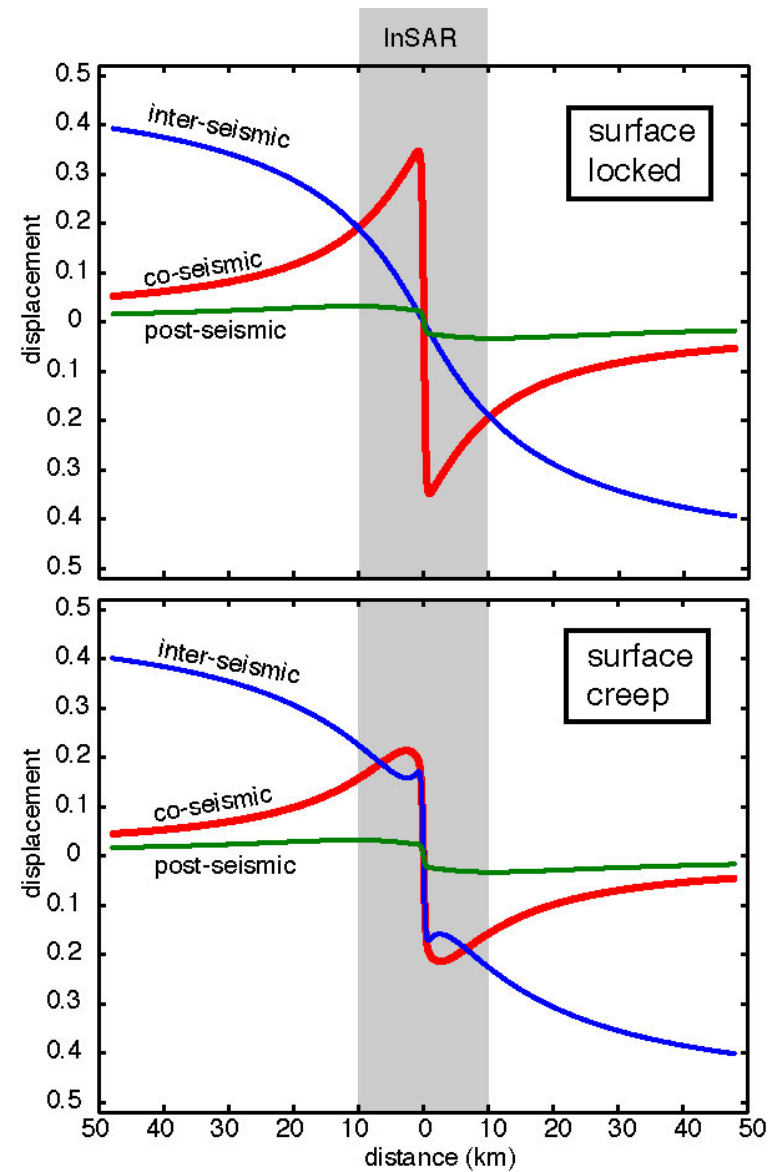 InSAR
0.5
0.4
0.3
0.2
0.1
0
0.1
0.2
0.3
0.4
0.5
displacement
inter-seismic
co-seismic
post-seismic
surface
locked
0.5
0.4
0.3
0.2
0.1
0
0.1
0.2
0.3
0.4
0.5
displacement
inter-seismic
co-seismic
post-seismic
surface
creep
50 40 30 20 10 0 10 20 30 40 50
distance (km)